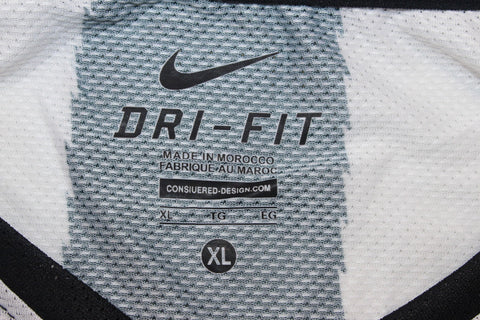 DRI-FIT
MADE IN MOROCCO
FABRIQUE AU MAROC
CONSIUERED-DESIGN.COM
XL TG EG
XL